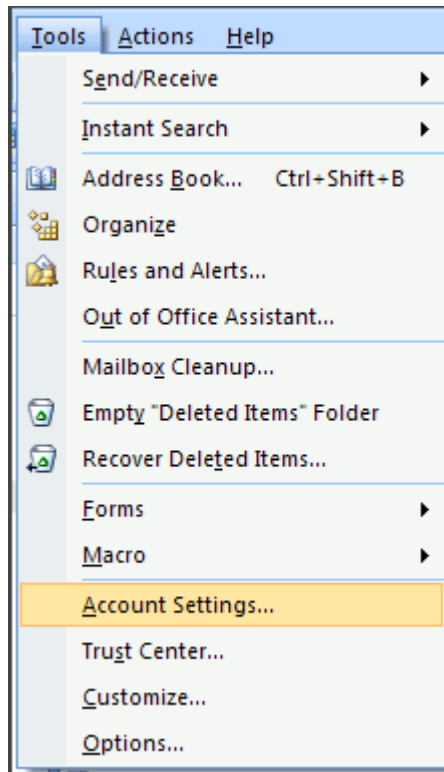 Tools Actions Help
Send/Receive
Instant Search
Address Book... Ctrl+Shift+B
Organize
Rules and Alerts...
Out of Office Assistant...
Mailbox Cleanup...
Empty "Deleted Items" Folder
Recover Deleted Items...
Forms
Macro
Account Settings...
Trust Center...
Customize...
Options...